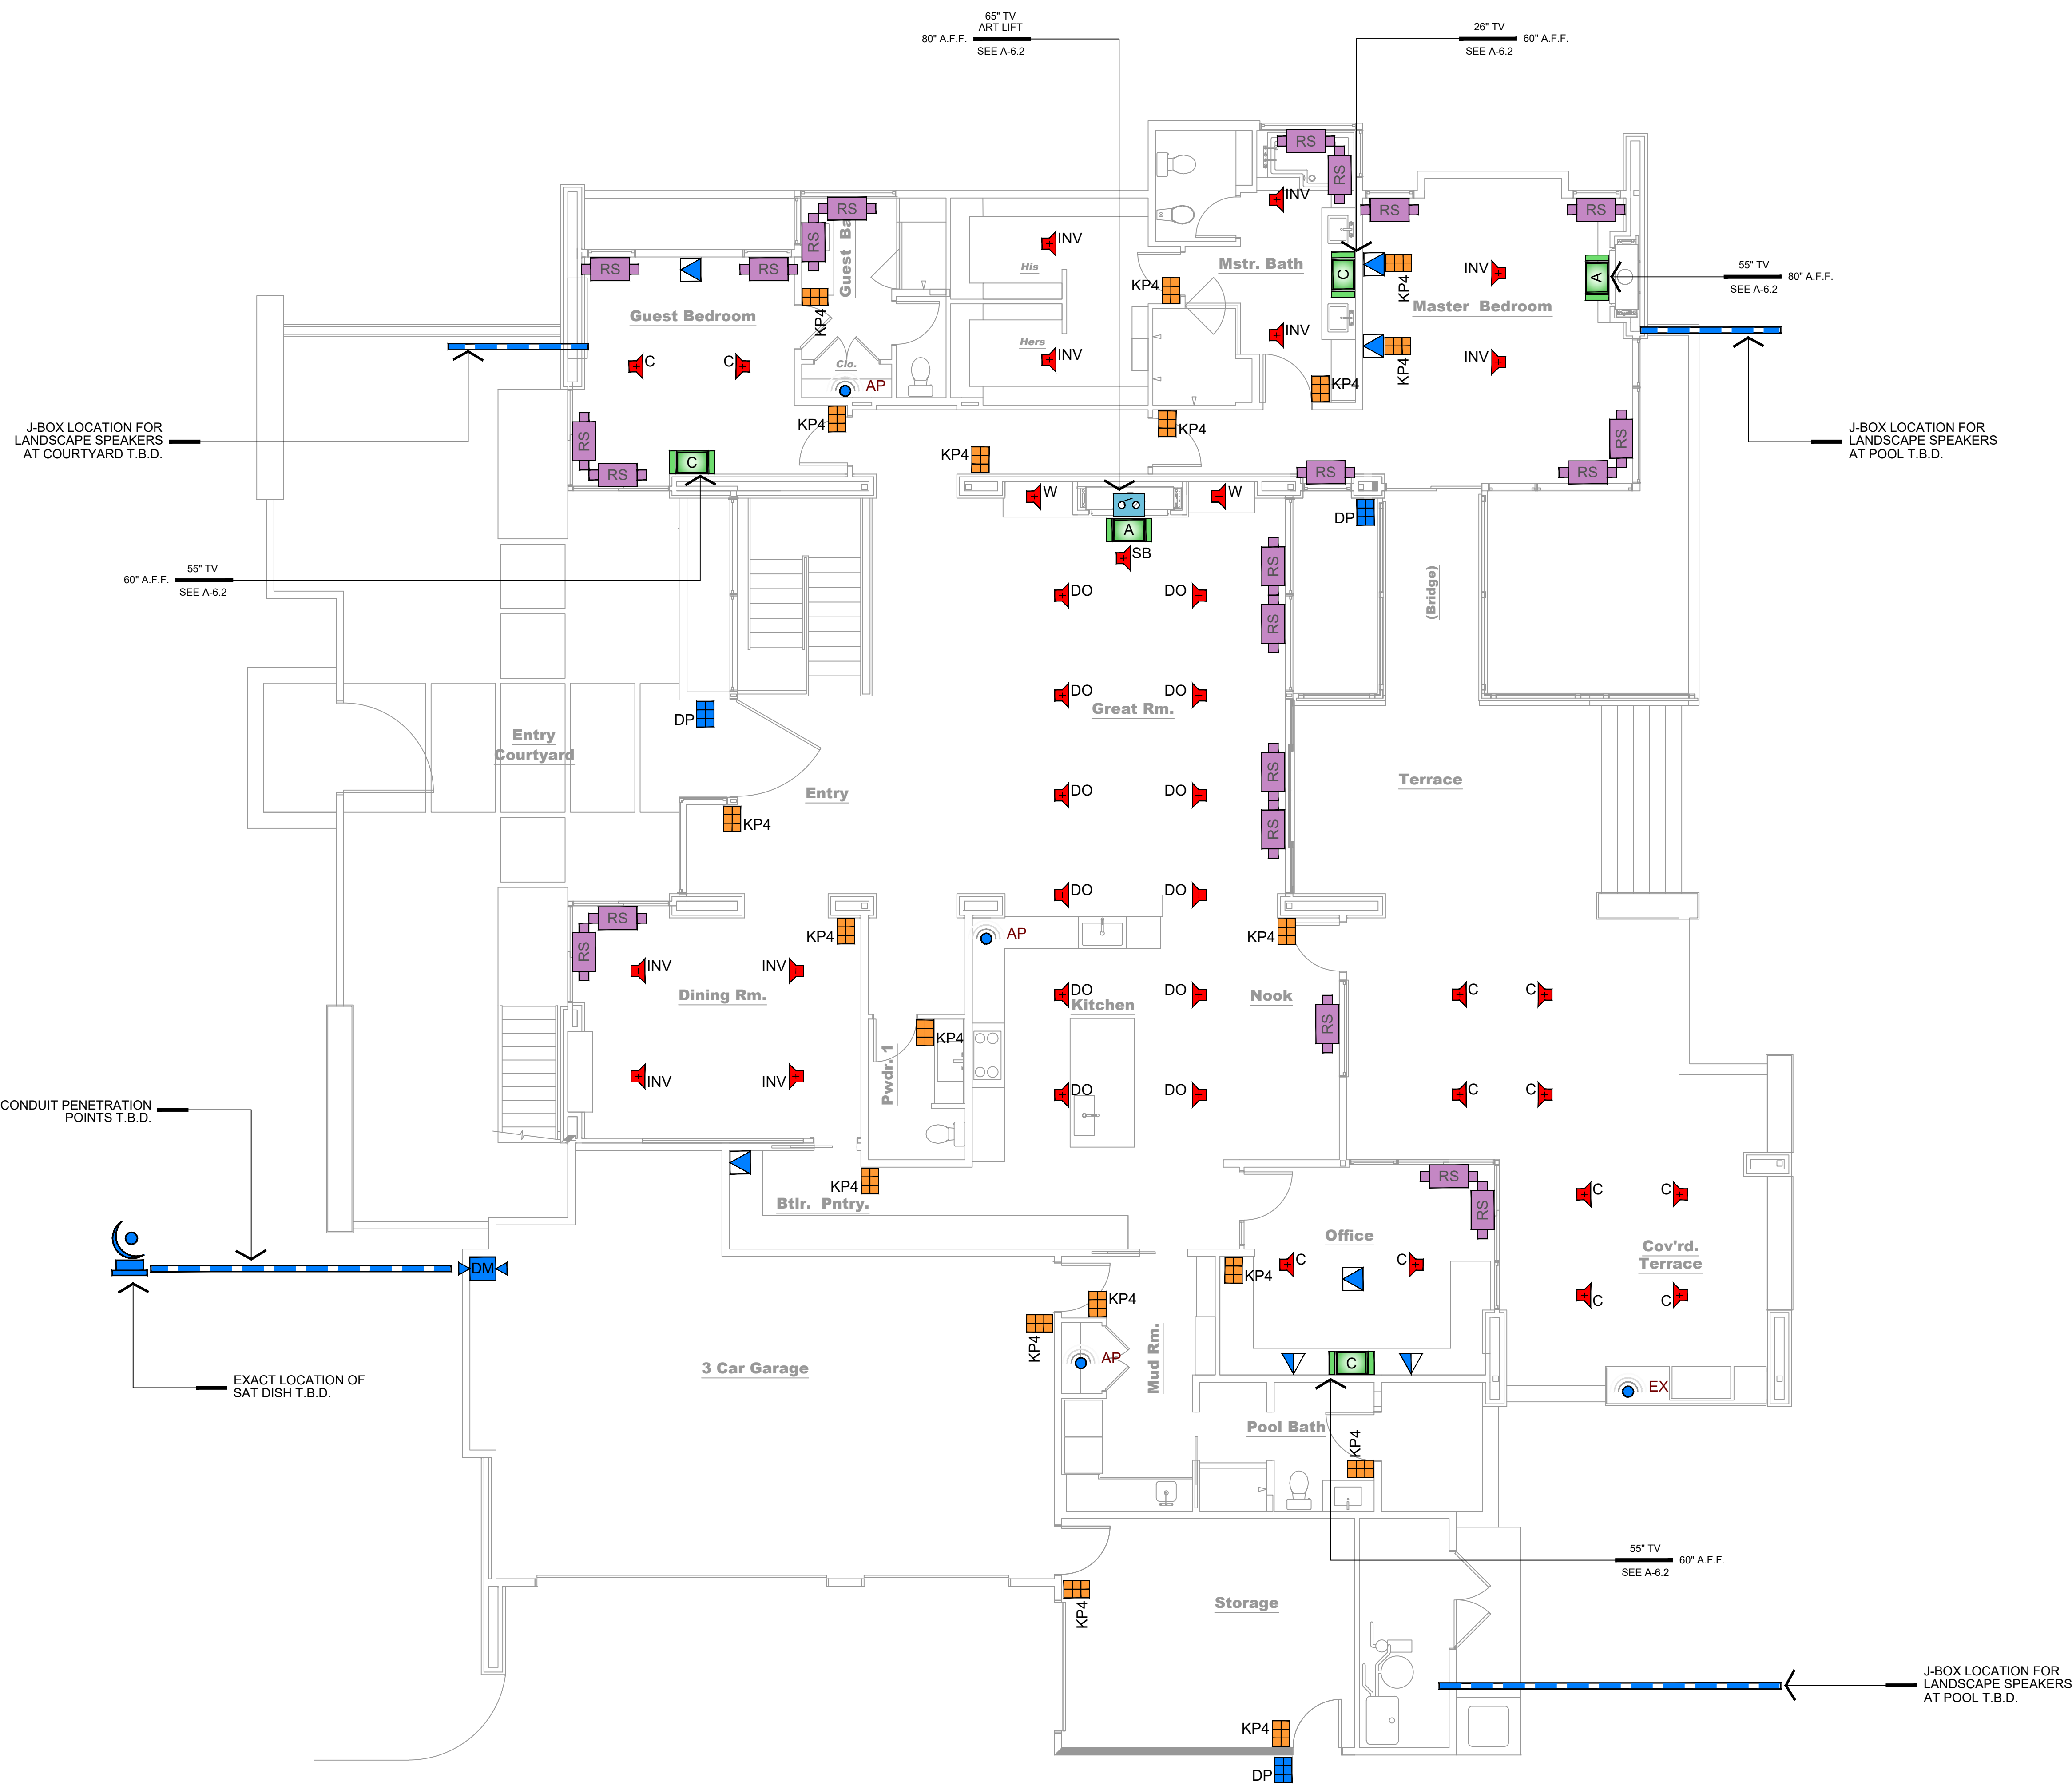 65" TV
ART LIFT
80" A.F.F.
SEE A-6.2
26" TV
60" A.F.F.
SEE A-6.2
RS
RS
INV
RS
RS
RS
RS
INV
His
Mstr. Bath
C
KP4
INV
A
55" TV
80" A.F.F.
SEE A-6.2
RS
RS
Guest Ba
KP4
KP4
Guest Bedroom
Master Bedroom
INV
Hers
INV
KP4
INV
C
C
Clo.
AP
KP4
J-BOX LOCATION FOR
LANDSCAPE SPEAKERS
AT COURTYARD T.B.D.
KP4
KP4
RS
RS
J-BOX LOCATION FOR
LANDSCAPE SPEAKERS
AT POOL T.B.D.
RS
C
KP4
RS
RS
W
W
DP
A
SB
55" TV
60" A.F.F.
SEE A-6.2
RS
DO
DO
(Bridge)
RS
DO
DO
Great Rm.
DP
Entry
Courtyard
RS
Terrace
Entry
DO
DO
KP4
RS
DO
DO
RS
RS
KP4
AP
KP4
INV
INV
Dining Rm.
DO
DO
Kitchen
Nook
C
C
RS
KP4
Pwdr. 1
INV
INV
DO
DO
C
C
CONDUIT PENETRATION
POINTS T.B.D.
KP4
Btlr. Pntry.
RS
RS
C
C
Office
Cov'rd.
Terrace
DM
KP4
C
C
KP4
C
C
KP4
AP
Mud Rm.
3 Car Garage
C
EX
EXACT LOCATION OF
SAT DISH T.B.D.
Pool Bath
KP4
55" TV
60" A.F.F.
SEE A-6.2
KP4
Storage
J-BOX LOCATION FOR
LANDSCAPE SPEAKERS
AT POOL T.B.D.
KP4
DP